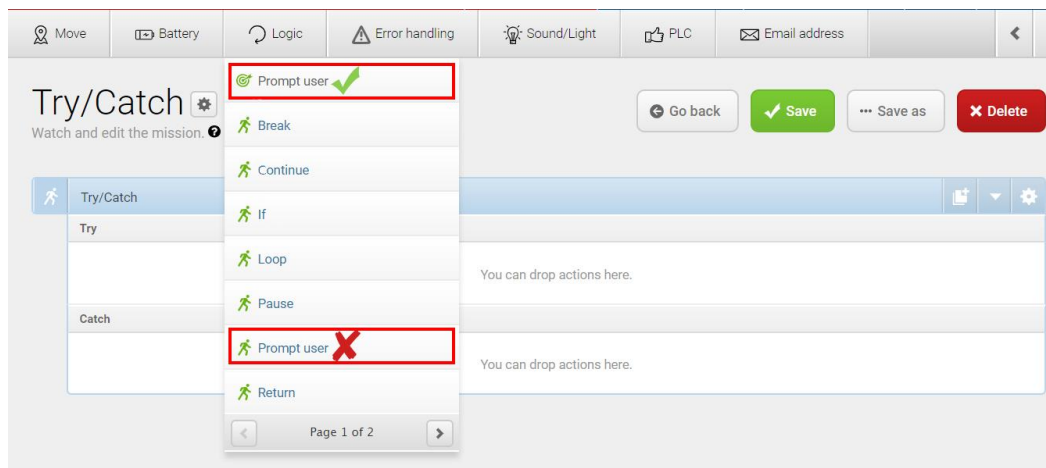 Move Battery Logic Error handling Sound/Light PLC Email address
Try/Catch
Watch and edit the mission.
Go back Save Save as Delete
Prompt user
Break
Continue
If
Loop
Pause
Prompt user
Return
Page 1 of 2
Try/Catch
Try
You can drop actions here.
Catch
You can drop actions here.